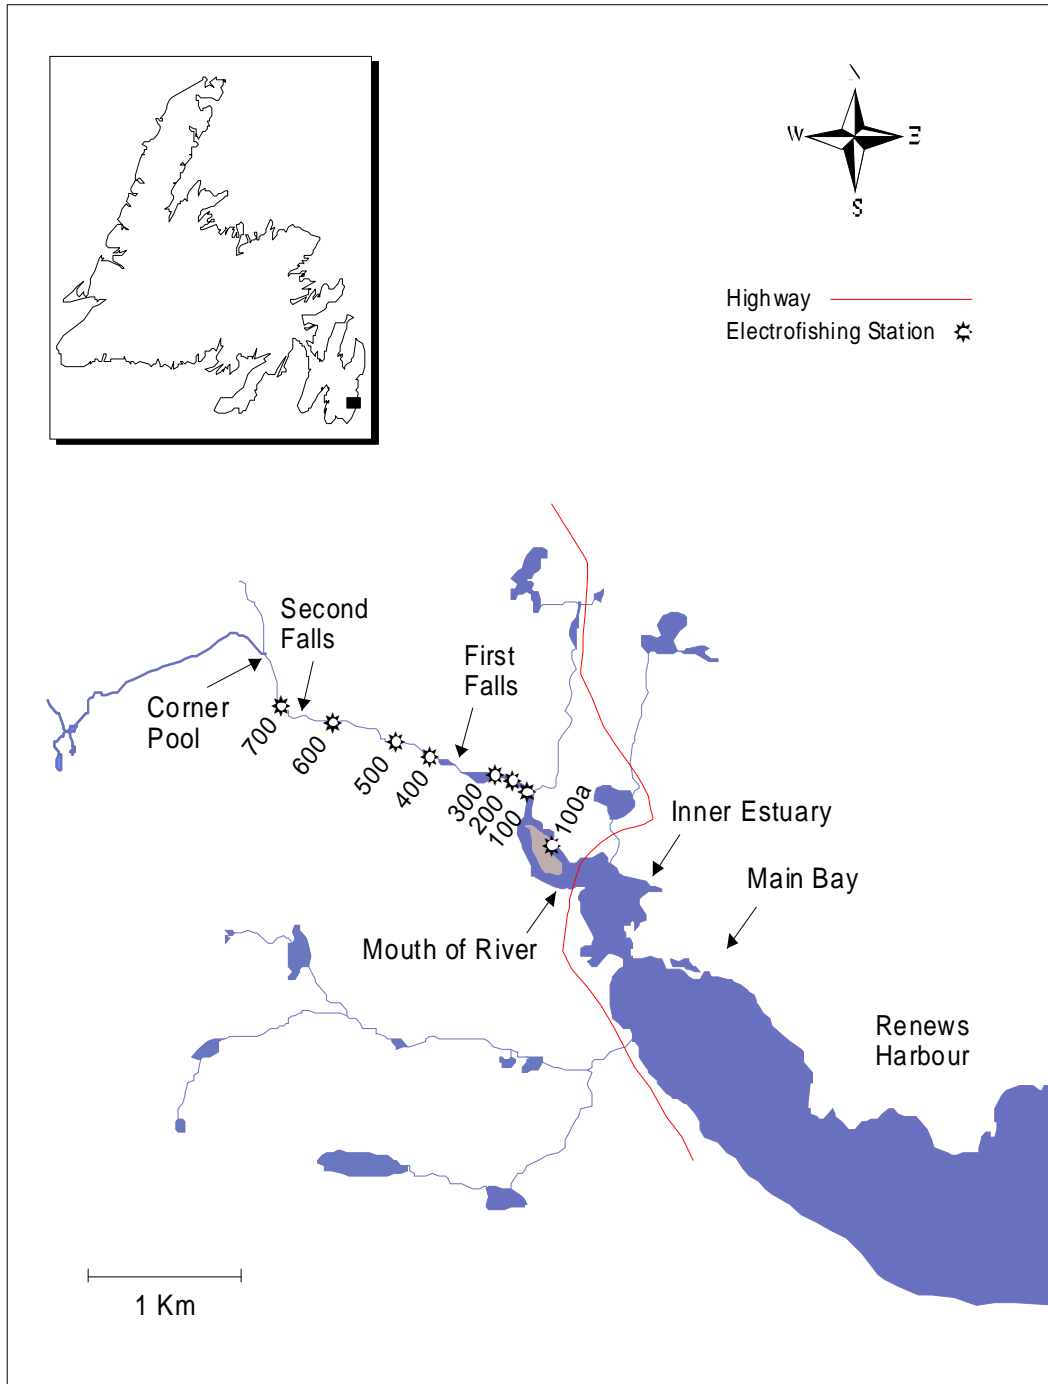 W
E
S
Highway
Electrofishing Station
Second
Falls
First
Falls
Corner
Pool
700
600
500
400
300
200
100
100a
Inner Estuary
Main Bay
Mouth of River
Renews
Harbour
1 Km